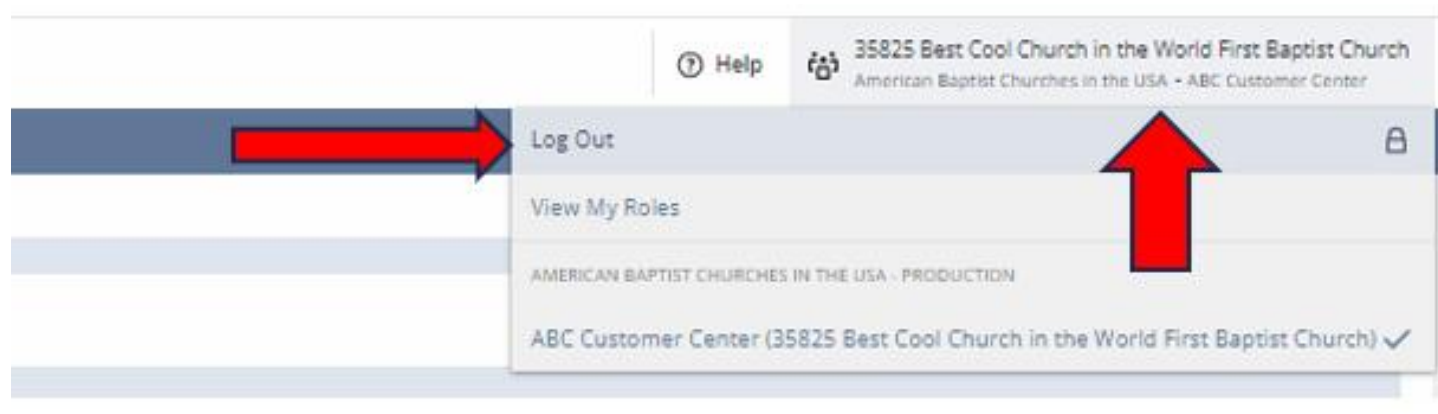 Help
35825 Best Cool Church in the World First Baptist Church
American Baptist Churches in the USA - ABC Customer Center
Log Out
View My Roles
AMERICAN BAPTIST CHURCHES IN THE USA - PRODUCTION
ABC Customer Center (35825 Best Cool Church in the World First Baptist Church)